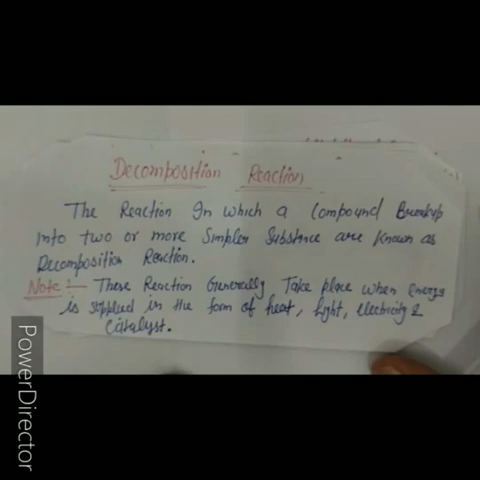 Decomposition Reaction
The Reaction In which a Compound Breakup
into two or more Simpler Substance are known as
Decomposition Reaction.
Note :- These Reaction Generally Take place when energy
is supplied in the form of heat, light, electricity &
Catalyst.
PowerDirector